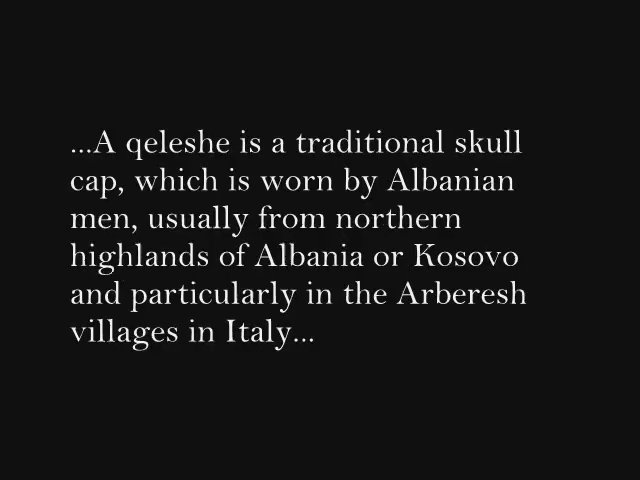 ...A qeleshe is a traditional skull
cap, which is worn by Albanian
men, usually from northern
highlands of Albania or Kosovo
and particularly in the Arberesh
villages in Italy...